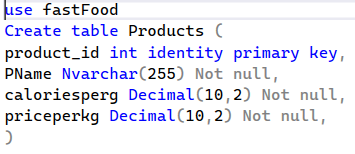 use fastFood
Create table Products (
product_id int identity primary key,
PName Nvarchar(255) Not null,
caloriesperg Decimal(10,2) Not null,
priceperkg Decimal(10,2) Not null,
)